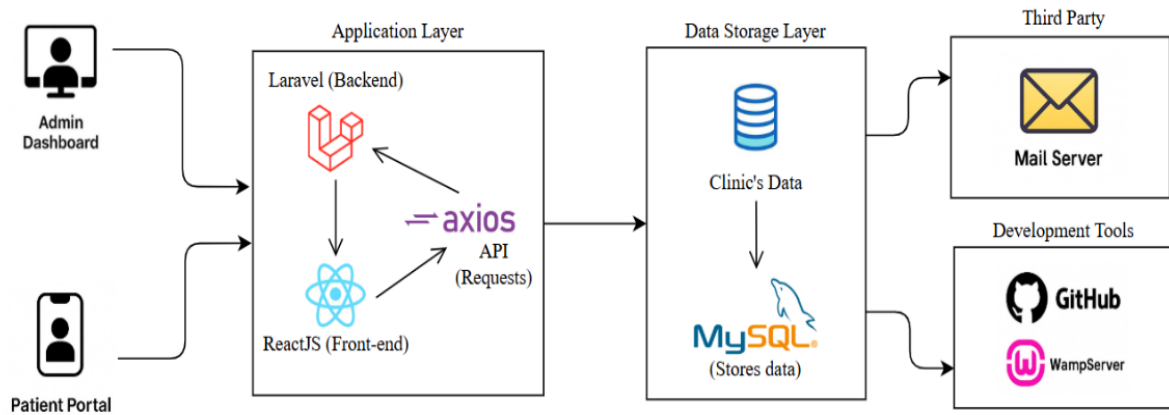 Admin
Dashboard
Patient Portal
Application Layer
Laravel (Backend)
axios
API
(Requests)
ReactJS (Front-end)
Data Storage Layer
Clinic's Data
MySQL®
(Stores data)
Third Party
Mail Server
Development Tools
GitHub
WampServer